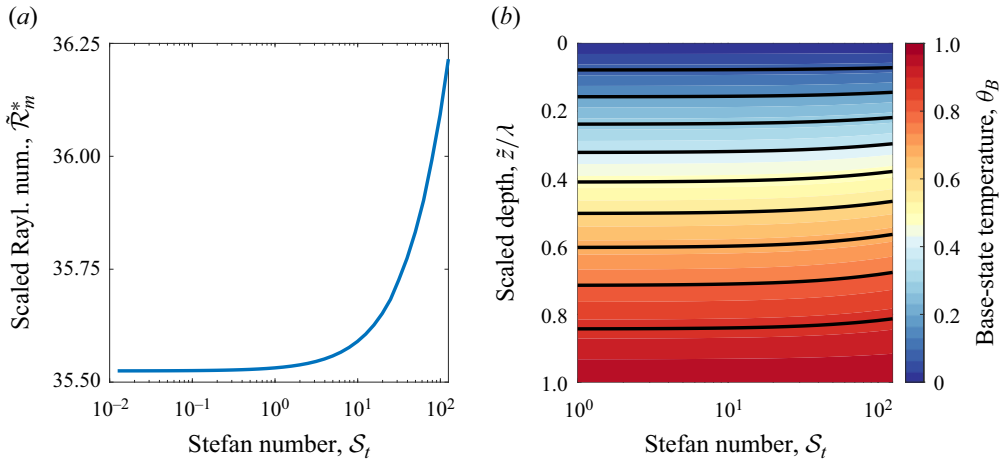 (a)
36.25
36.00
35.75
35.50
Scaled Rayl. num., R̃*ₘ
10⁻² 10⁻¹ 10⁰ 10¹ 10²
Stefan number, Sₜ
(b)
0
0.2
0.4
0.6
0.8
1.0
Scaled depth, z̃/λ
10⁰ 10¹ 10²
Stefan number, Sₜ
1.0
0.8
0.6
0.4
0.2
0
Base-state temperature, θ_B